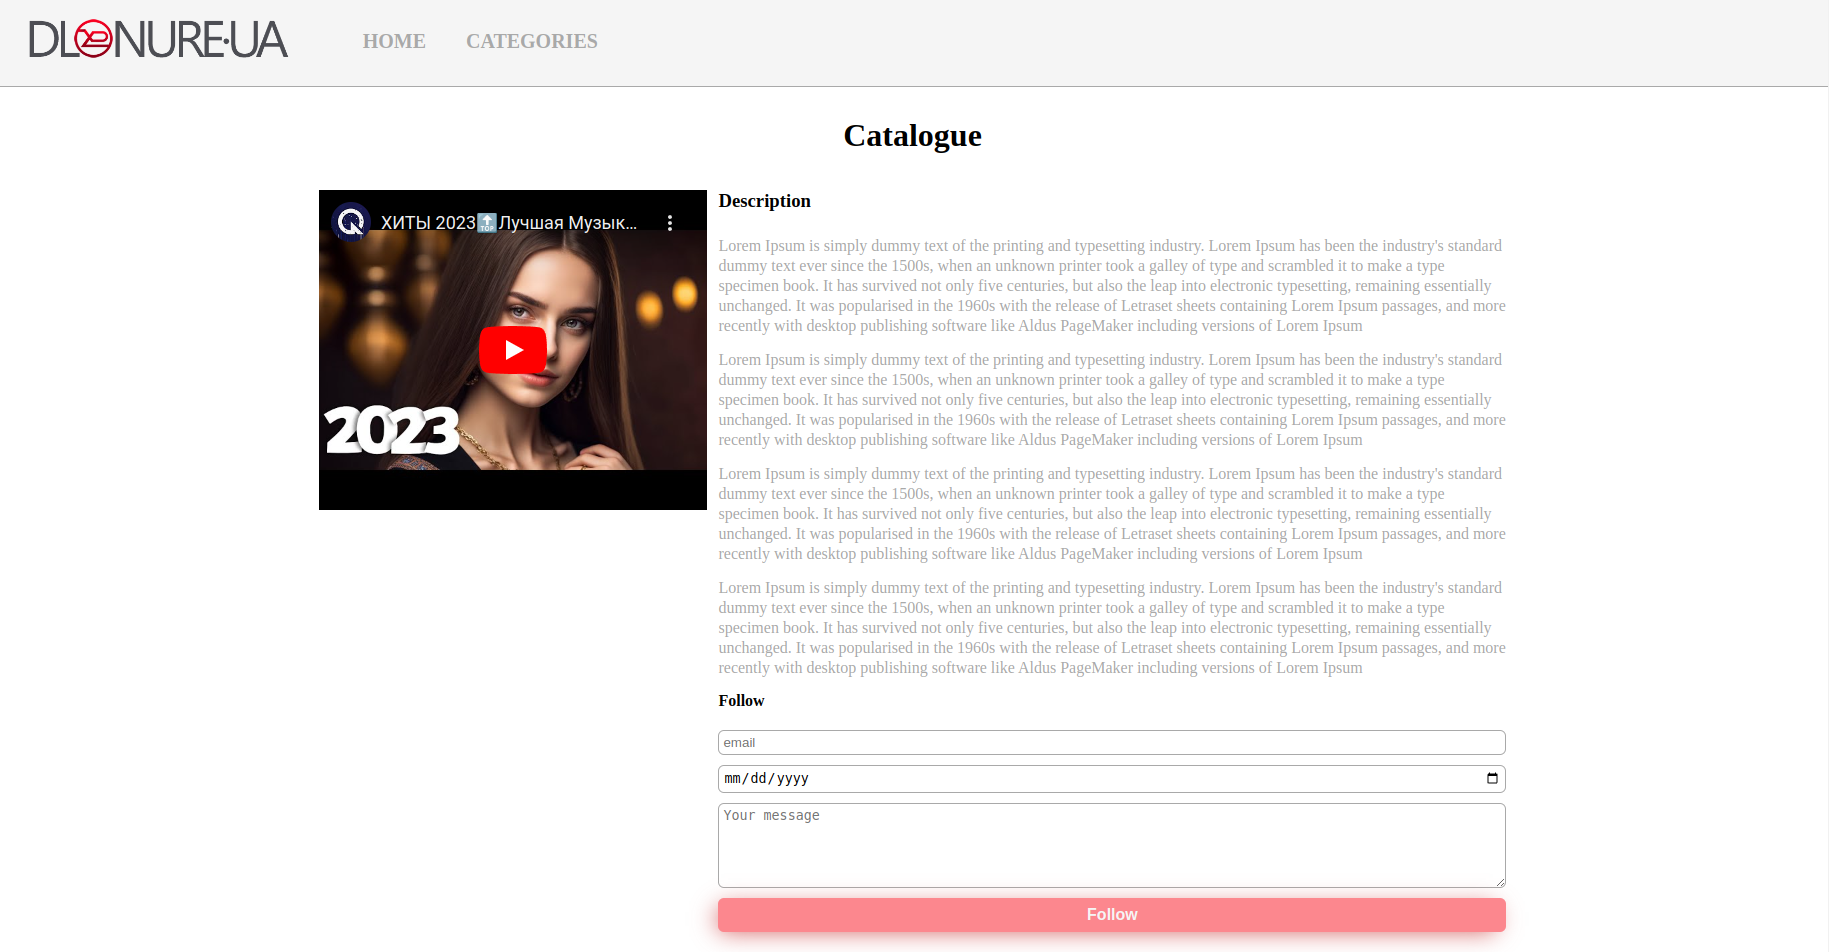 DLONURE·UA
HOME
CATEGORIES
Catalogue
ХИТЫ 2023🔝Лучшая Музык...
2023
Description
Lorem Ipsum is simply dummy text of the printing and typesetting industry. Lorem Ipsum has been the industry's standard
dummy text ever since the 1500s, when an unknown printer took a galley of type and scrambled it to make a type
specimen book. It has survived not only five centuries, but also the leap into electronic typesetting, remaining essentially
unchanged. It was popularised in the 1960s with the release of Letraset sheets containing Lorem Ipsum passages, and more
recently with desktop publishing software like Aldus PageMaker including versions of Lorem Ipsum
Lorem Ipsum is simply dummy text of the printing and typesetting industry. Lorem Ipsum has been the industry's standard
dummy text ever since the 1500s, when an unknown printer took a galley of type and scrambled it to make a type
specimen book. It has survived not only five centuries, but also the leap into electronic typesetting, remaining essentially
unchanged. It was popularised in the 1960s with the release of Letraset sheets containing Lorem Ipsum passages, and more
recently with desktop publishing software like Aldus PageMaker including versions of Lorem Ipsum
Lorem Ipsum is simply dummy text of the printing and typesetting industry. Lorem Ipsum has been the industry's standard
dummy text ever since the 1500s, when an unknown printer took a galley of type and scrambled it to make a type
specimen book. It has survived not only five centuries, but also the leap into electronic typesetting, remaining essentially
unchanged. It was popularised in the 1960s with the release of Letraset sheets containing Lorem Ipsum passages, and more
recently with desktop publishing software like Aldus PageMaker including versions of Lorem Ipsum
Lorem Ipsum is simply dummy text of the printing and typesetting industry. Lorem Ipsum has been the industry's standard
dummy text ever since the 1500s, when an unknown printer took a galley of type and scrambled it to make a type
specimen book. It has survived not only five centuries, but also the leap into electronic typesetting, remaining essentially
unchanged. It was popularised in the 1960s with the release of Letraset sheets containing Lorem Ipsum passages, and more
recently with desktop publishing software like Aldus PageMaker including versions of Lorem Ipsum
Follow
email
mm/dd/yyyy
Your message
Follow